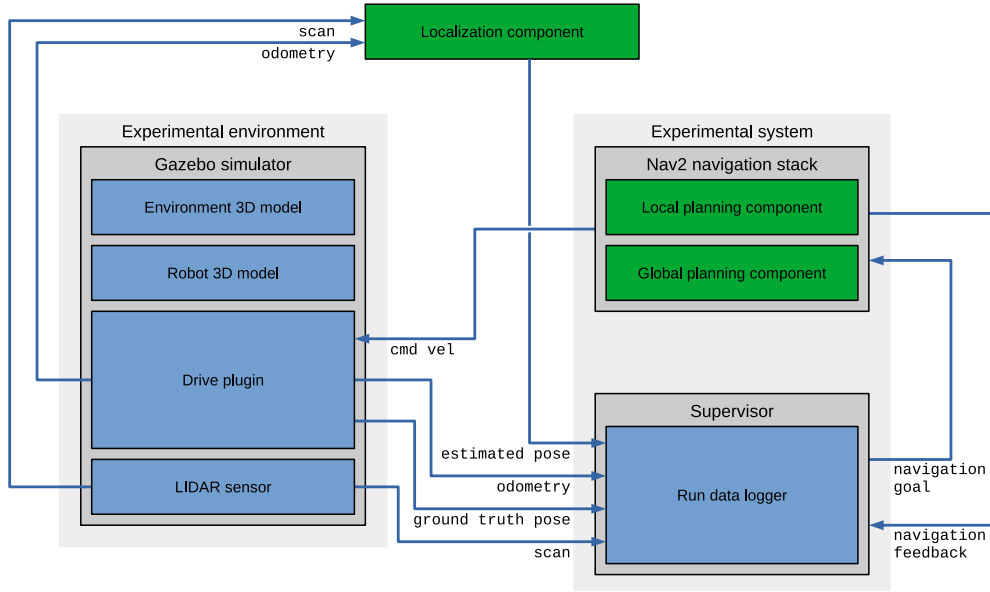 Localization component
scan
odometry
Experimental environment
Gazebo simulator
Environment 3D model
Robot 3D model
Drive plugin
LIDAR sensor
Experimental system
Nav2 navigation stack
Local planning component
Global planning component
cmd vel
Supervisor
Run data logger
estimated pose
odometry
ground truth pose
scan
navigation
goal
navigation
feedback